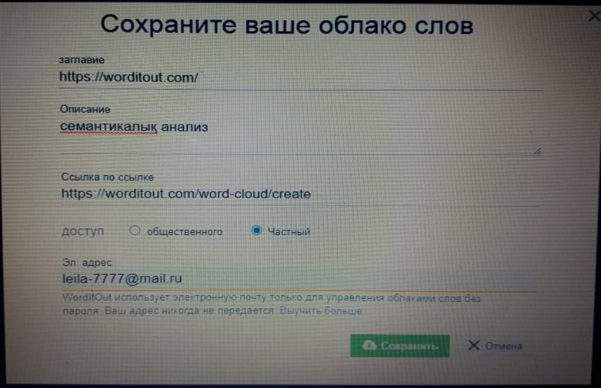 Сохраните ваше облако слов
заглавие
https://worditout.com/
Описание
семантикалық анализ
Ссылка по ссылке
https://worditout.com/word-cloud/create
доступ общественного Частный
Эл. адрес
leila-7777@mail.ru
WorditOut использует электронную почту только для управления облаками слов без
пароля. Ваш адрес никогда не передается. Выучить больше
Сохранить Отмена